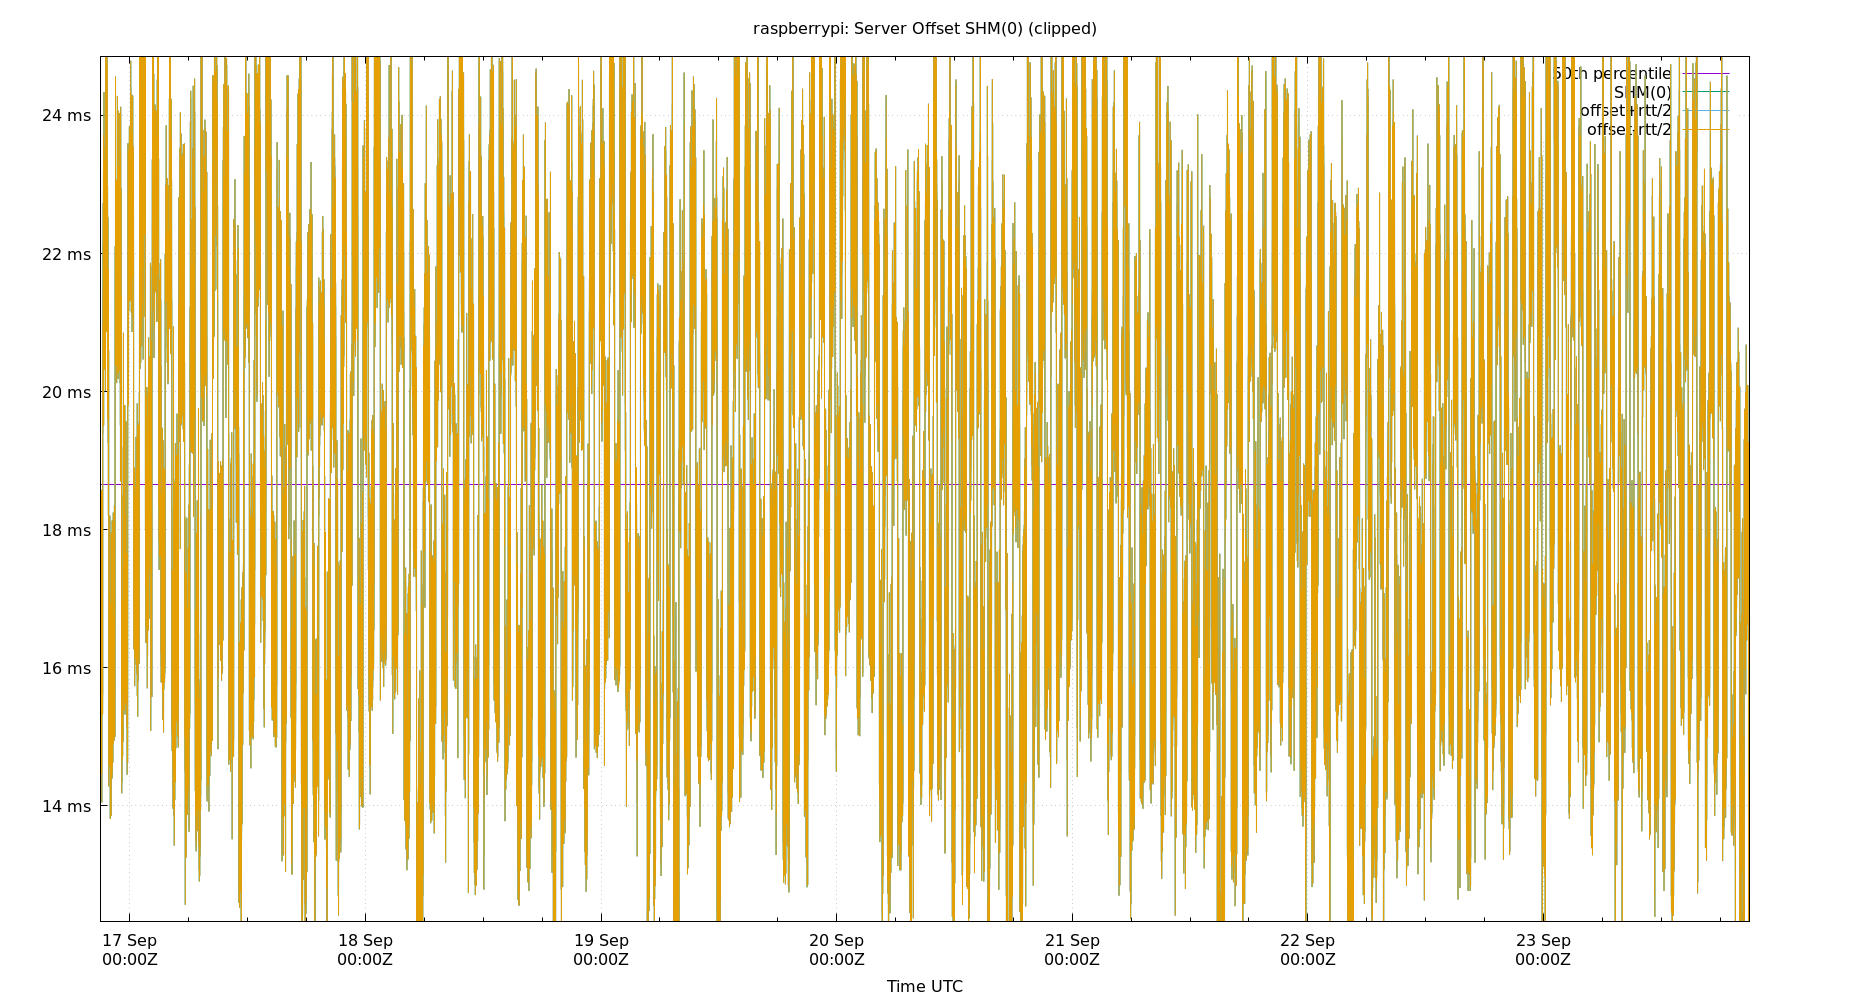 raspberrypi: Server Offset SHM(0) (clipped)
50th percentile
SHM(0)
offset+rtt/2
offset-rtt/2
24 ms
22 ms
20 ms
18 ms
16 ms
14 ms
17 Sep
00:00Z
18 Sep
00:00Z
19 Sep
00:00Z
20 Sep
00:00Z
21 Sep
00:00Z
22 Sep
00:00Z
23 Sep
00:00Z
Time UTC